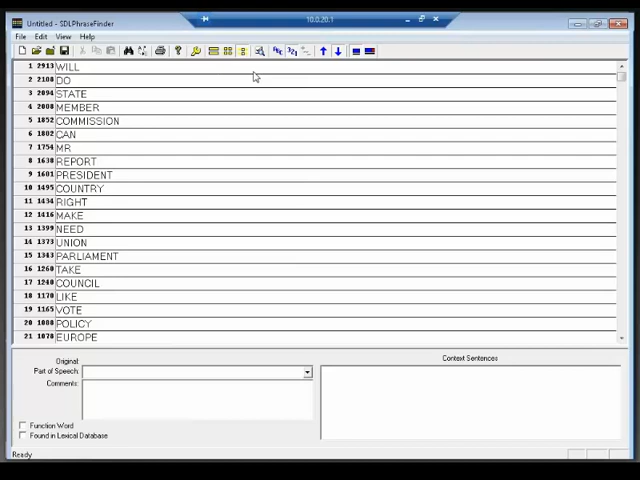 Untitled - SDLPhraseFinder
10.0.20.1
File Edit View Help
1 2913 WILL
2 2108 DO
3 2094 STATE
4 2008 MEMBER
5 1852 COMMISSION
6 1802 CAN
7 1754 MR
8 1638 REPORT
9 1601 PRESIDENT
10 1495 COUNTRY
11 1434 RIGHT
12 1416 MAKE
13 1399 NEED
14 1373 UNION
15 1343 PARLIAMENT
16 1260 TAKE
17 1240 COUNCIL
18 1170 LIKE
19 1165 VOTE
20 1088 POLICY
21 1070 EUROPE
Original:
Part of Speech:
Comments:
Context Sentences
Function Word
Found in Lexical Database
Ready